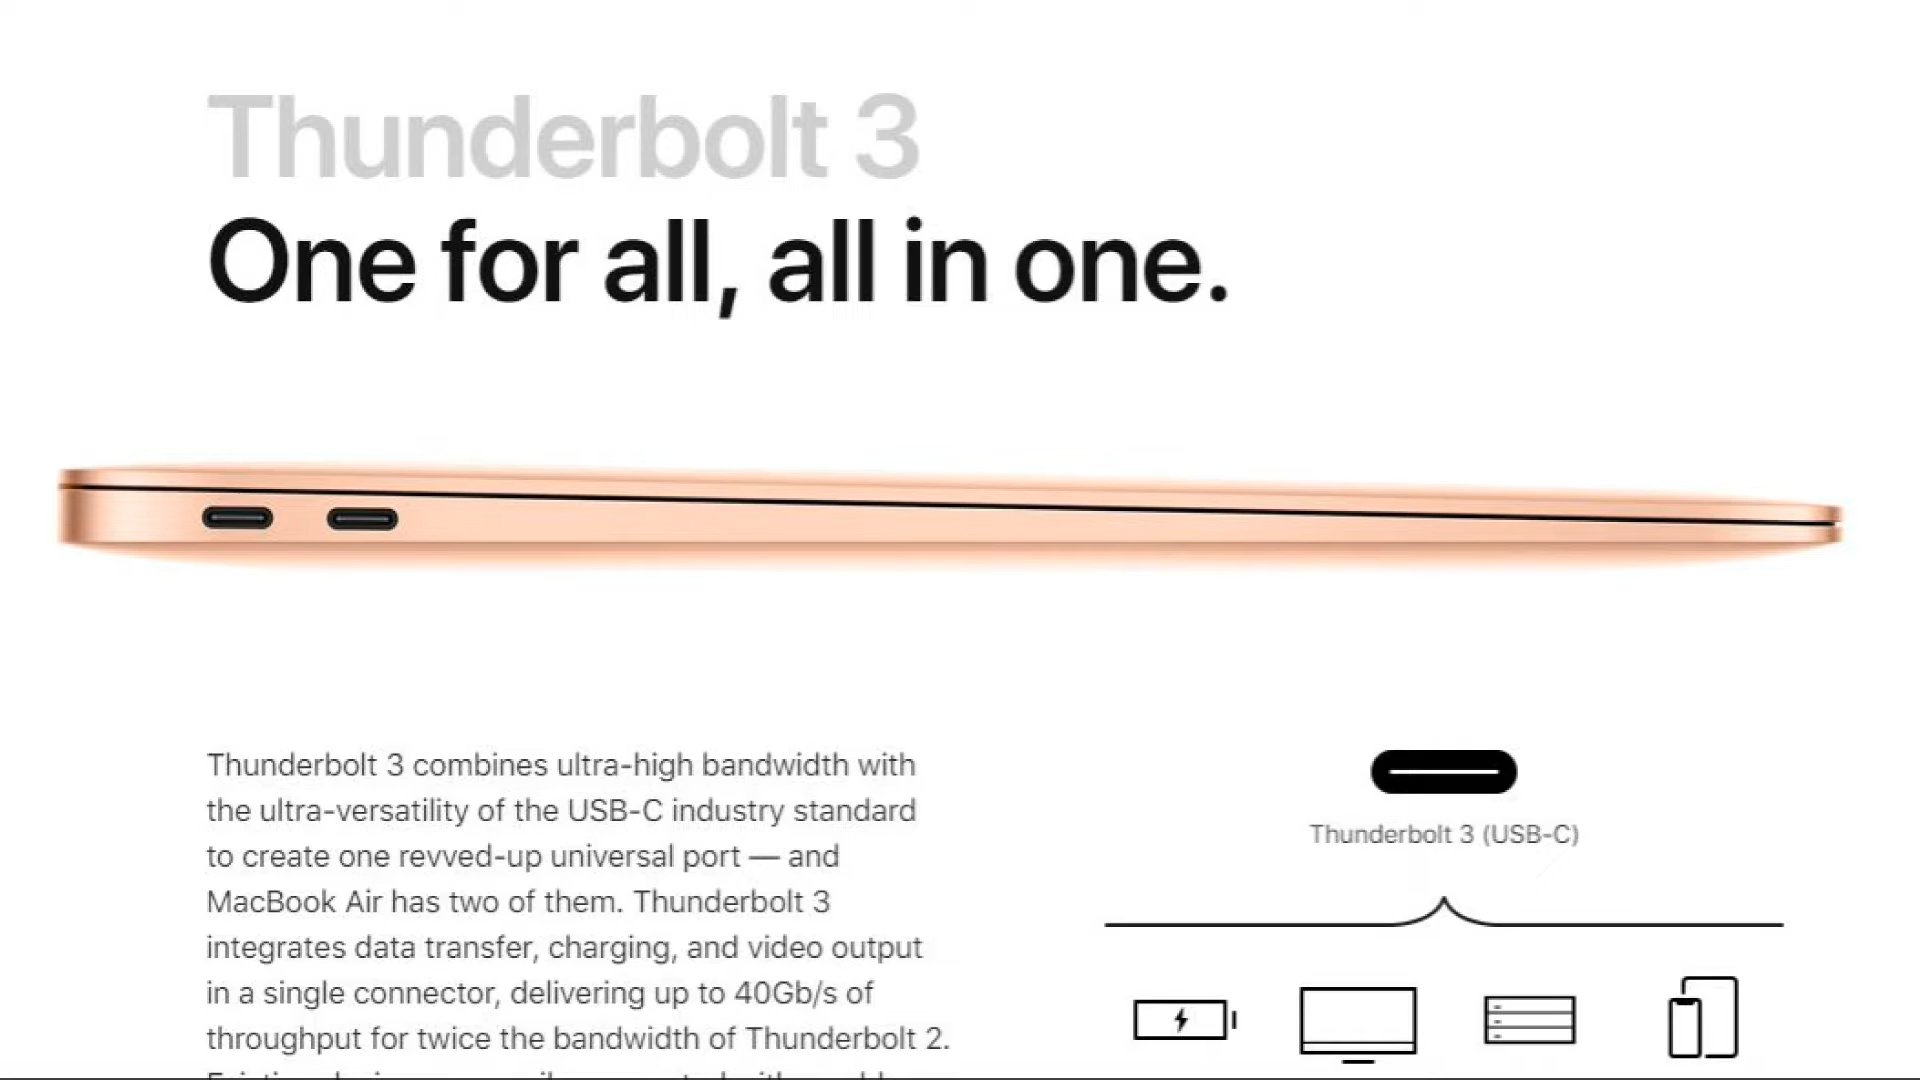 Thunderbolt 3
One for all, all in one.
Thunderbolt 3 combines ultra-high bandwidth with
the ultra-versatility of the USB-C industry standard
to create one revved-up universal port — and
MacBook Air has two of them. Thunderbolt 3
integrates data transfer, charging, and video output
in a single connector, delivering up to 40Gb/s of
throughput for twice the bandwidth of Thunderbolt 2.
Thunderbolt 3 (USB-C)